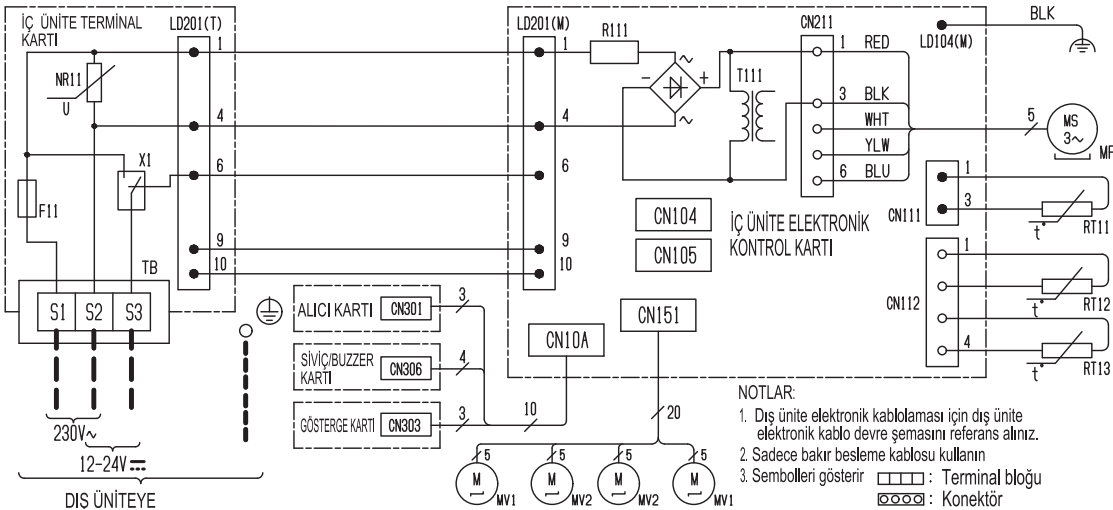 İÇ ÜNİTE TERMİNAL
KARTI
LD201(T)
1
NR11
U
4
X1
6
F11
9
10
TB
S1 S2 S3
230V~
12-24V
DIŞ ÜNİTEYE
LD201(M)
1
4
6
9
10
R111
~
- +
~
T111
CN211
1 RED
3 BLK
WHT
YLW
6 BLU
LD104(M)
BLK
5
MS
3~
MF
CN111
1
3
t°
RT11
CN112
1
4
t°
RT12
t°
RT13
CN104
CN105
İÇ ÜNİTE ELEKTRONİK
KONTROL KARTI
CN151
CN10A
ALICI KARTI CN301 3
SİVİÇ/BUZZER
KARTI CN306 4
GÖSTERGE KARTI CN303 3
10
20
5 5 5 5
M M M M
MV1 MV2 MV2 MV1
NOTLAR:
1. Dış ünite elektronik kablolaması için dış ünite
elektronik kablo devre şemasını referans alınız.
2. Sadece bakır besleme kablosu kullanın
3. Sembolleri gösterir : Terminal bloğu
: Konektör